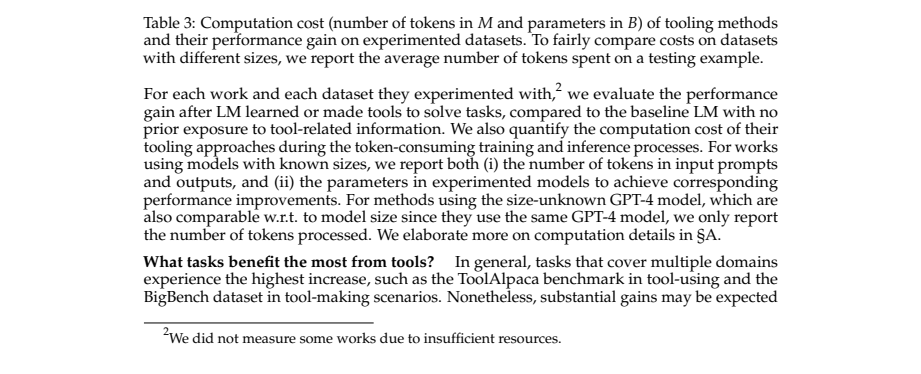 Table 3: Computation cost (number of tokens in M and parameters in B) of tooling methods
and their performance gain on experimented datasets. To fairly compare costs on datasets
with different sizes, we report the average number of tokens spent on a testing example.
For each work and each dataset they experimented with,2 we evaluate the performance
gain after LM learned or made tools to solve tasks, compared to the baseline LM with no
prior exposure to tool-related information. We also quantify the computation cost of their
tooling approaches during the token-consuming training and inference processes. For works
using models with known sizes, we report both (i) the number of tokens in input prompts
and outputs, and (ii) the parameters in experimented models to achieve corresponding
performance improvements. For methods using the size-unknown GPT-4 model, which are
also comparable w.r.t. to model size since they use the same GPT-4 model, we only report
the number of tokens processed. We elaborate more on computation details in §A.
What tasks benefit the most from tools? In general, tasks that cover multiple domains
experience the highest increase, such as the ToolAlpaca benchmark in tool-using and the
BigBench dataset in tool-making scenarios. Nonetheless, substantial gains may be expected
2We did not measure some works due to insufficient resources.